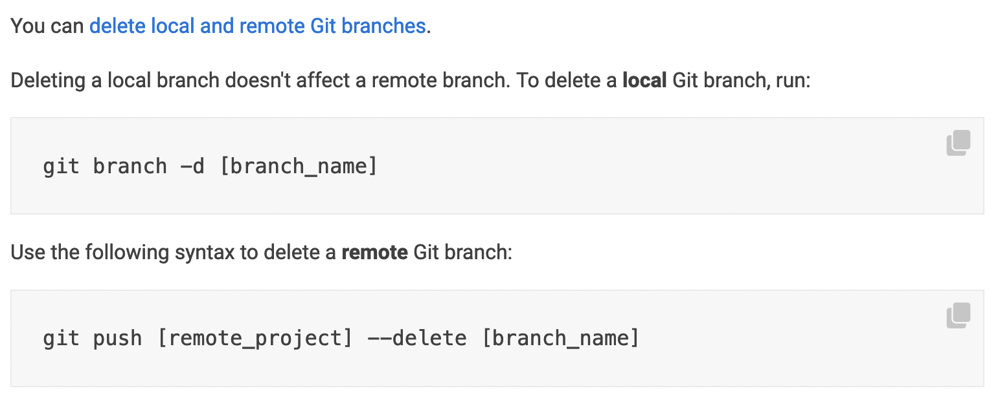 You can delete local and remote Git branches.
Deleting a local branch doesn't affect a remote branch. To delete a local Git branch, run:
git branch -d [branch_name]
Use the following syntax to delete a remote Git branch:
git push [remote_project] --delete [branch_name]